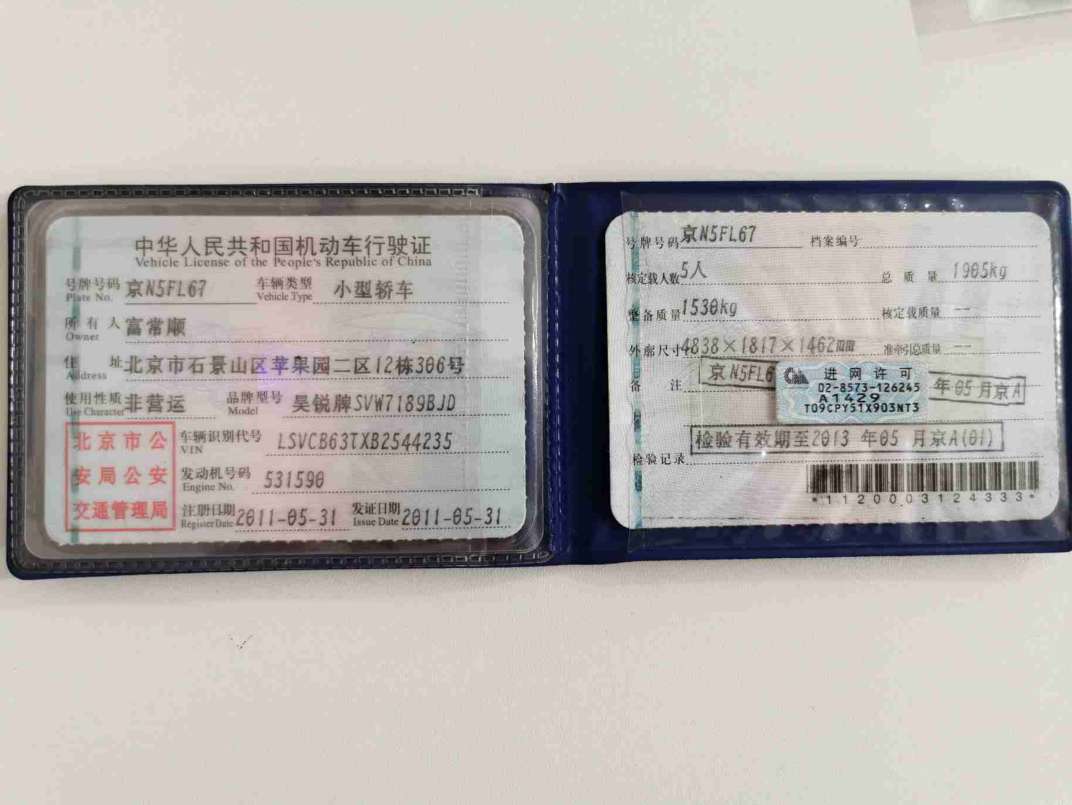 中华人民共和国机动车行驶证
Vehicle License of the People's Republic of China
号牌号码 京N5FL67 车辆类型 小型轿车
Plate No. Vehicle Type
所有人 富常顺
Owner
住址 北京市石景山区苹果园二区12栋306号
Address
使用性质 非营运 品牌型号 昊锐牌SVW7189BJD
Use Character Model
北京市公
安局公安
交通管理局
车辆识别代号 LSVCB63TXB2544235
VIN
发动机号码 531590
Engine No.
注册日期 2011-05-31 发证日期 2011-05-31
Register Date Issue Date
号牌号码 京N5FL67 档案编号
核定载人数 5人 总质量 1905kg
整备质量 1530kg 核定载质量 --
外廓尺寸 4838×1817×1462mm 准牵引总质量 --
备注 京N5FL6 年05月京A
进网许可
02-8573-126245
A1429
T09CPY51X903NT3
检验有效期至2013年05月京A(01)
检验记录
*1120003124333*